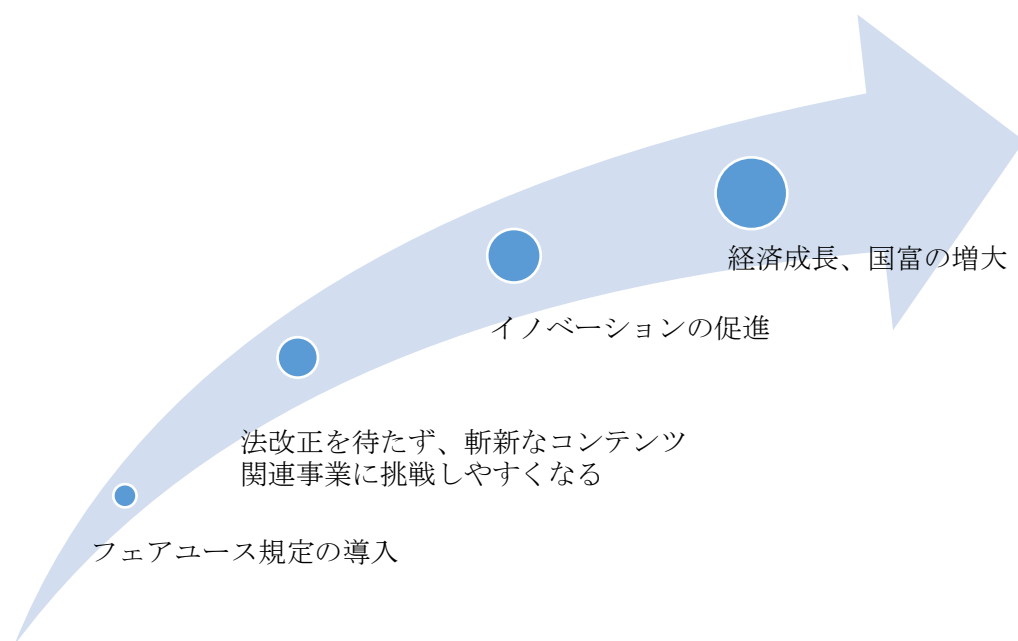 経済成長、国富の増大
イノベーションの促進
法改正を待たず、斬新なコンテンツ
関連事業に挑戦しやすくなる
フェアユース規定の導入